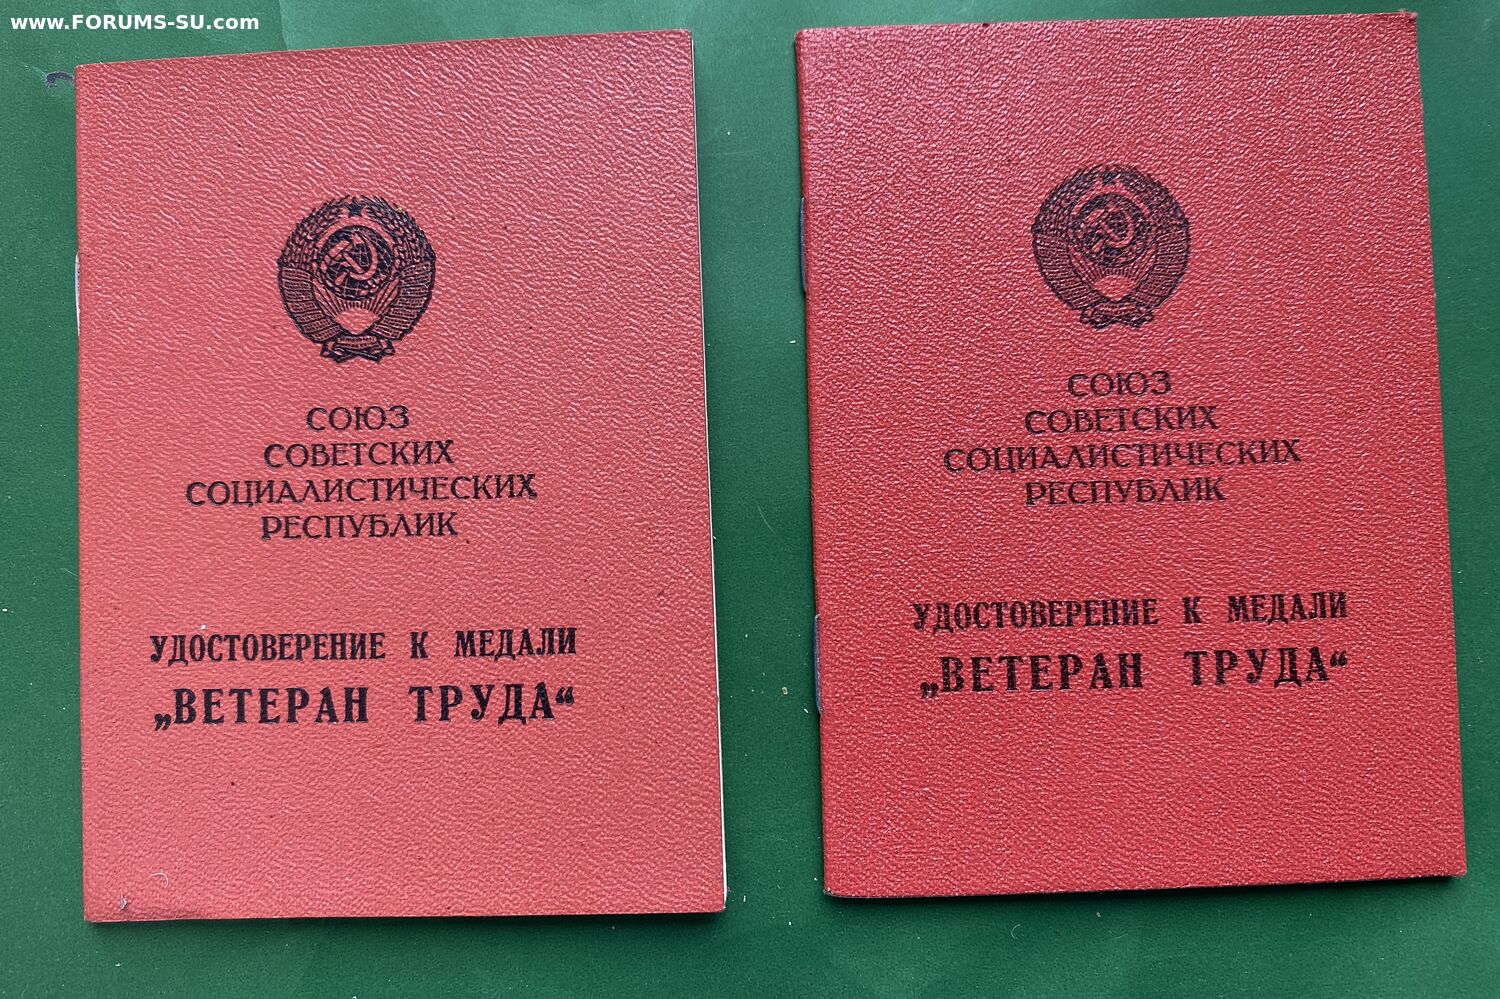 www.FORUMS-SU.com
СОЮЗ
СОВЕТСКИХ
СОЦИАЛИСТИЧЕСКИХ
РЕСПУБЛИК
УДОСТОВЕРЕНИЕ К МЕДАЛИ
„ВЕТЕРАН ТРУДА“
СОЮЗ
СОВЕТСКИХ
СОЦИАЛИСТИЧЕСКИХ
РЕСПУБЛИК
УДОСТОВЕРЕНИЕ К МЕДАЛИ
„ВЕТЕРАН ТРУДА“